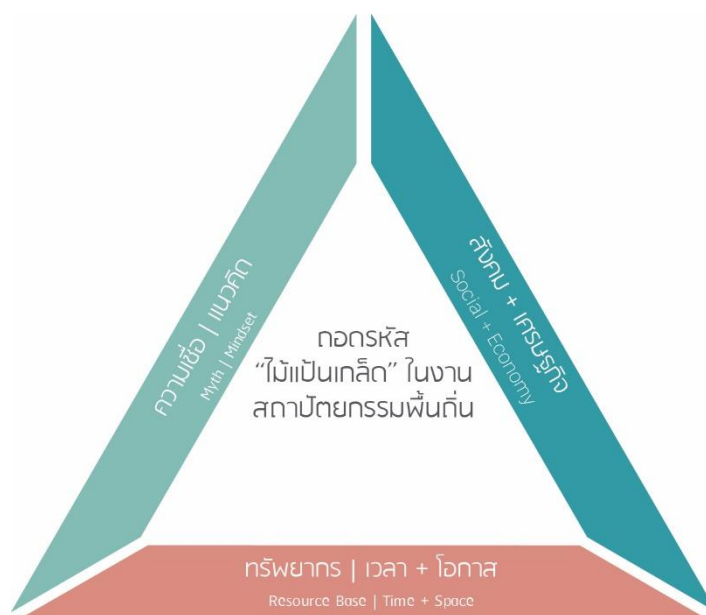 ความเชื่อ | แนวคิด
Myth | Mindset
สังคม + เศรษฐกิจ
Social + Economy
ถอดรหัส
“ไม้แป้นเกล็ด” ในงาน
สถาปัตยกรรมพื้นถิ่น
ทรัพยากร | เวลา + โอกาส
Resource Base | Time + Space